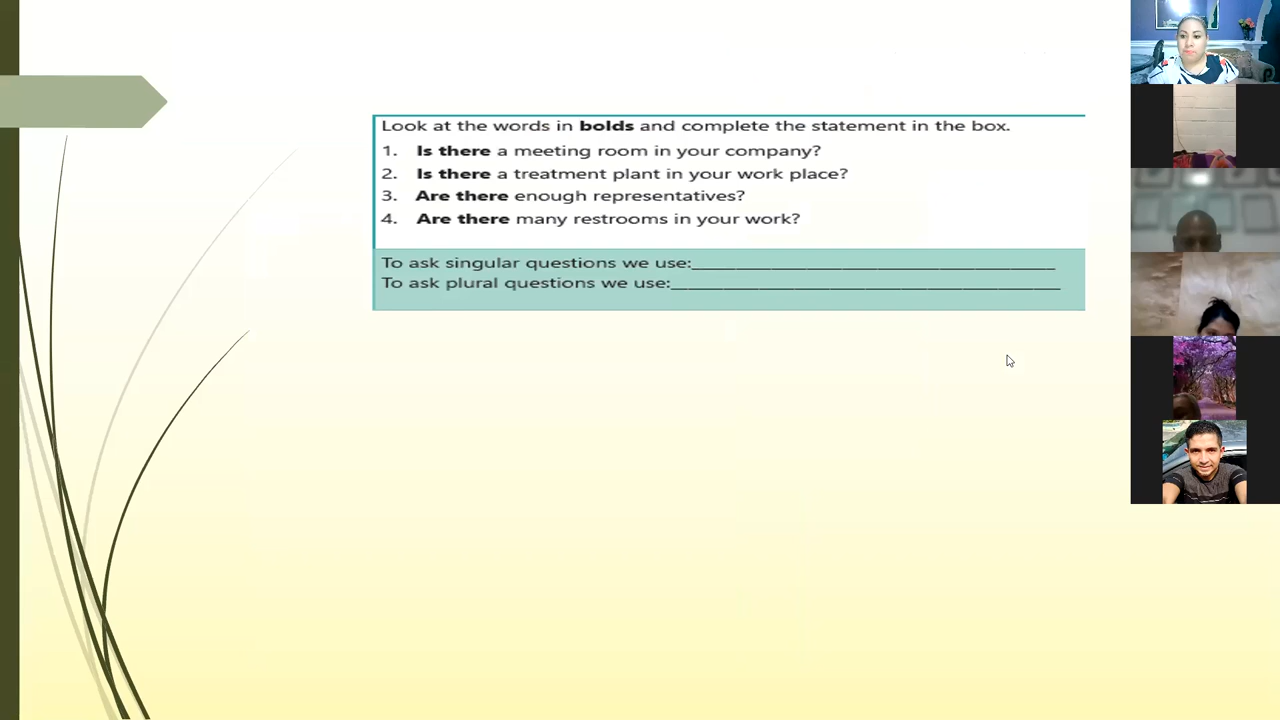 Look at the words in bolds and complete the statement in the box.
1. Is there a meeting room in your company?
2. Is there a treatment plant in your work place?
3. Are there enough representatives?
4. Are there many restrooms in your work?
To ask singular questions we use:______________________________________
To ask plural questions we use:_________________________________________